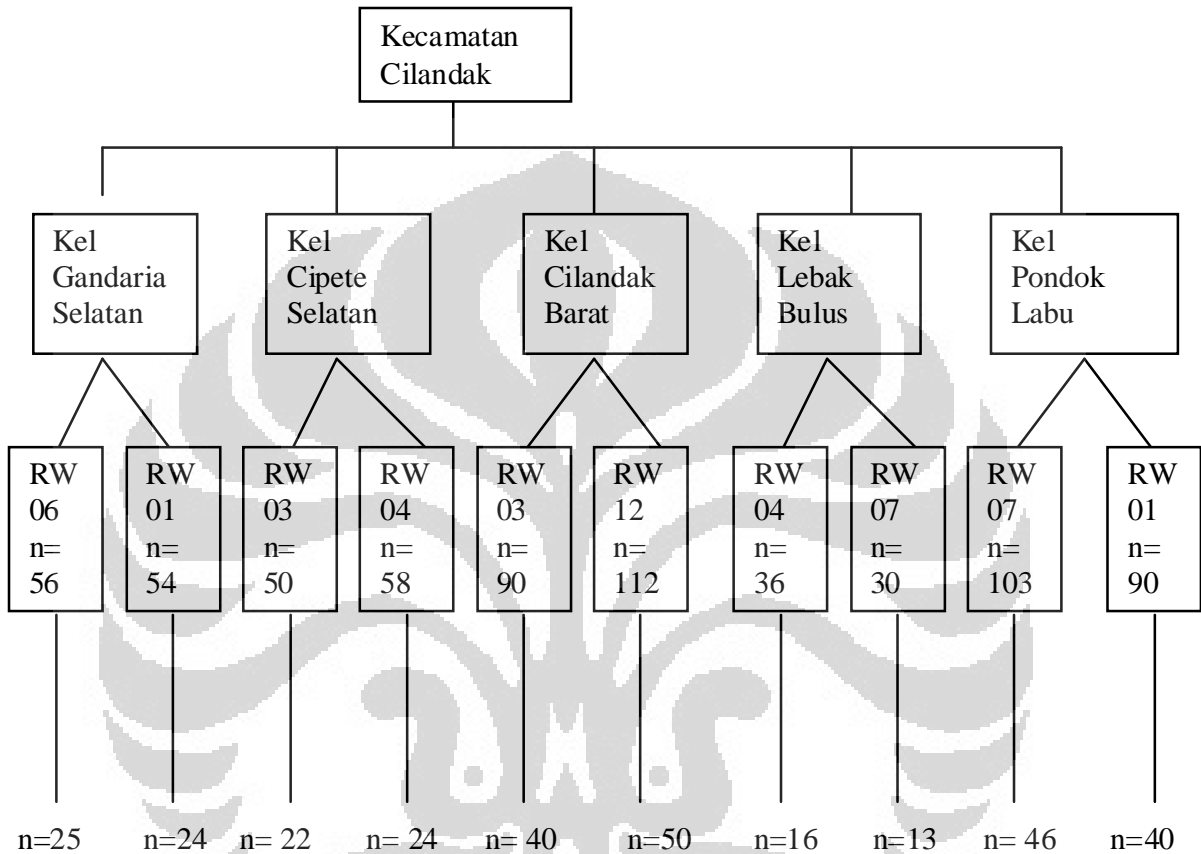 Kecamatan
Cilandak
Kel
Gandaria
Selatan
Kel
Cipete
Selatan
Kel
Cilandak
Barat
Kel
Lebak
Bulus
Kel
Pondok
Labu
RW
06
n=
56
RW
01
n=
54
RW
03
n=
50
RW
04
n=
58
RW
03
n=
90
RW
12
n=
112
RW
04
n=
36
RW
07
n=
30
RW
07
n=
103
RW
01
n=
90
n=25 n=24 n= 22 n= 24 n= 40 n=50 n=16 n=13 n= 46 n=40